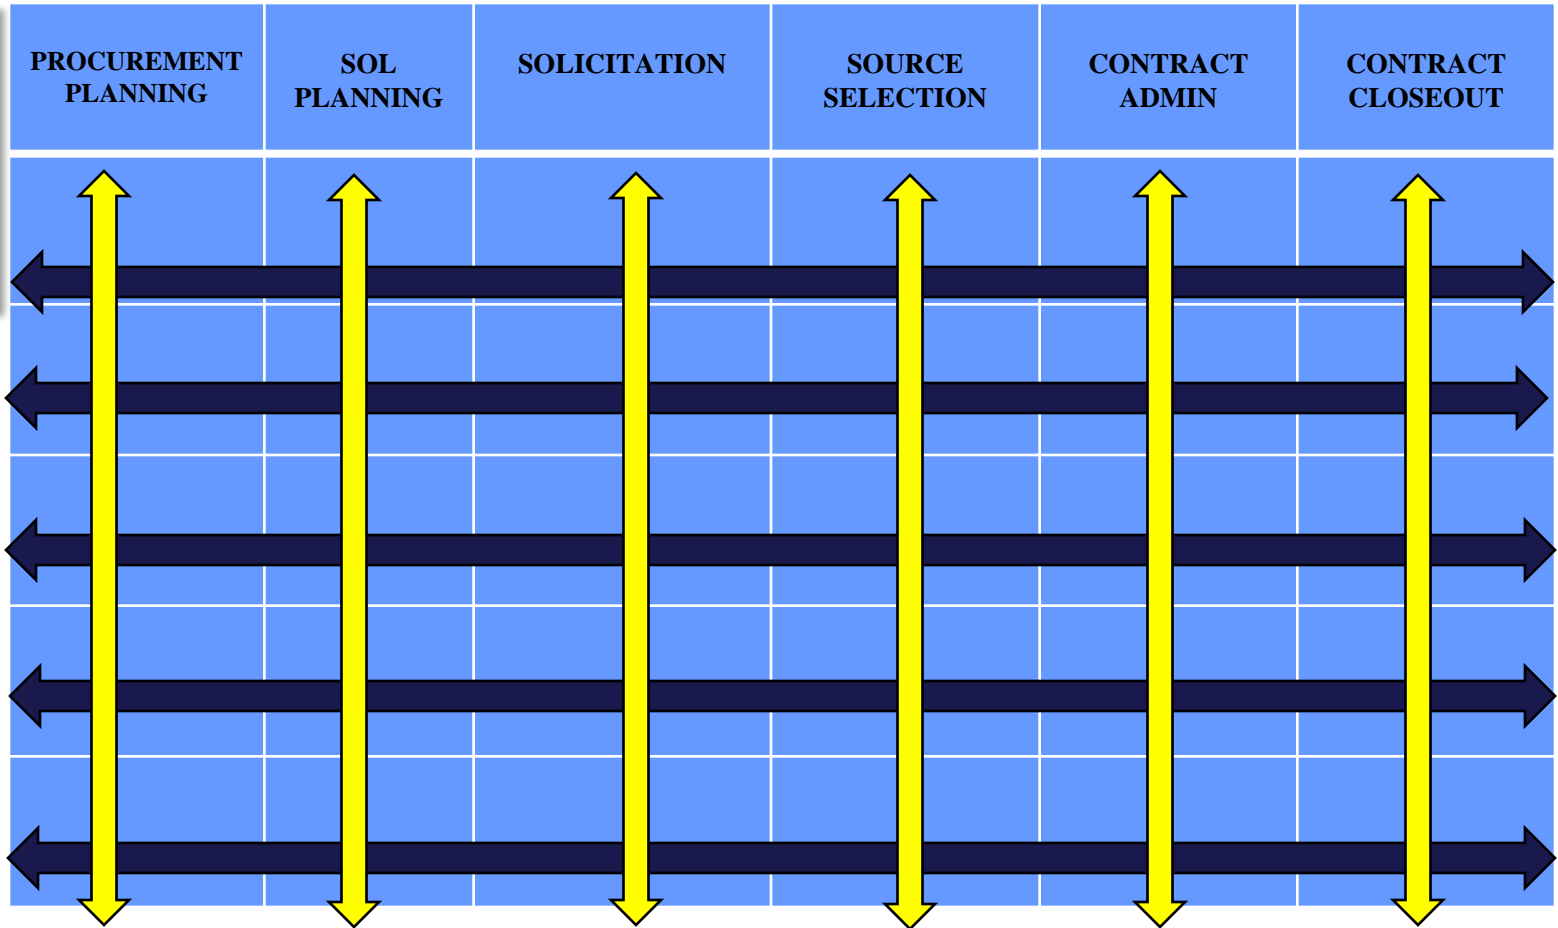 PROCUREMENT
PLANNING
SOL
PLANNING
SOLICITATION
SOURCE
SELECTION
CONTRACT
ADMIN
CONTRACT
CLOSEOUT